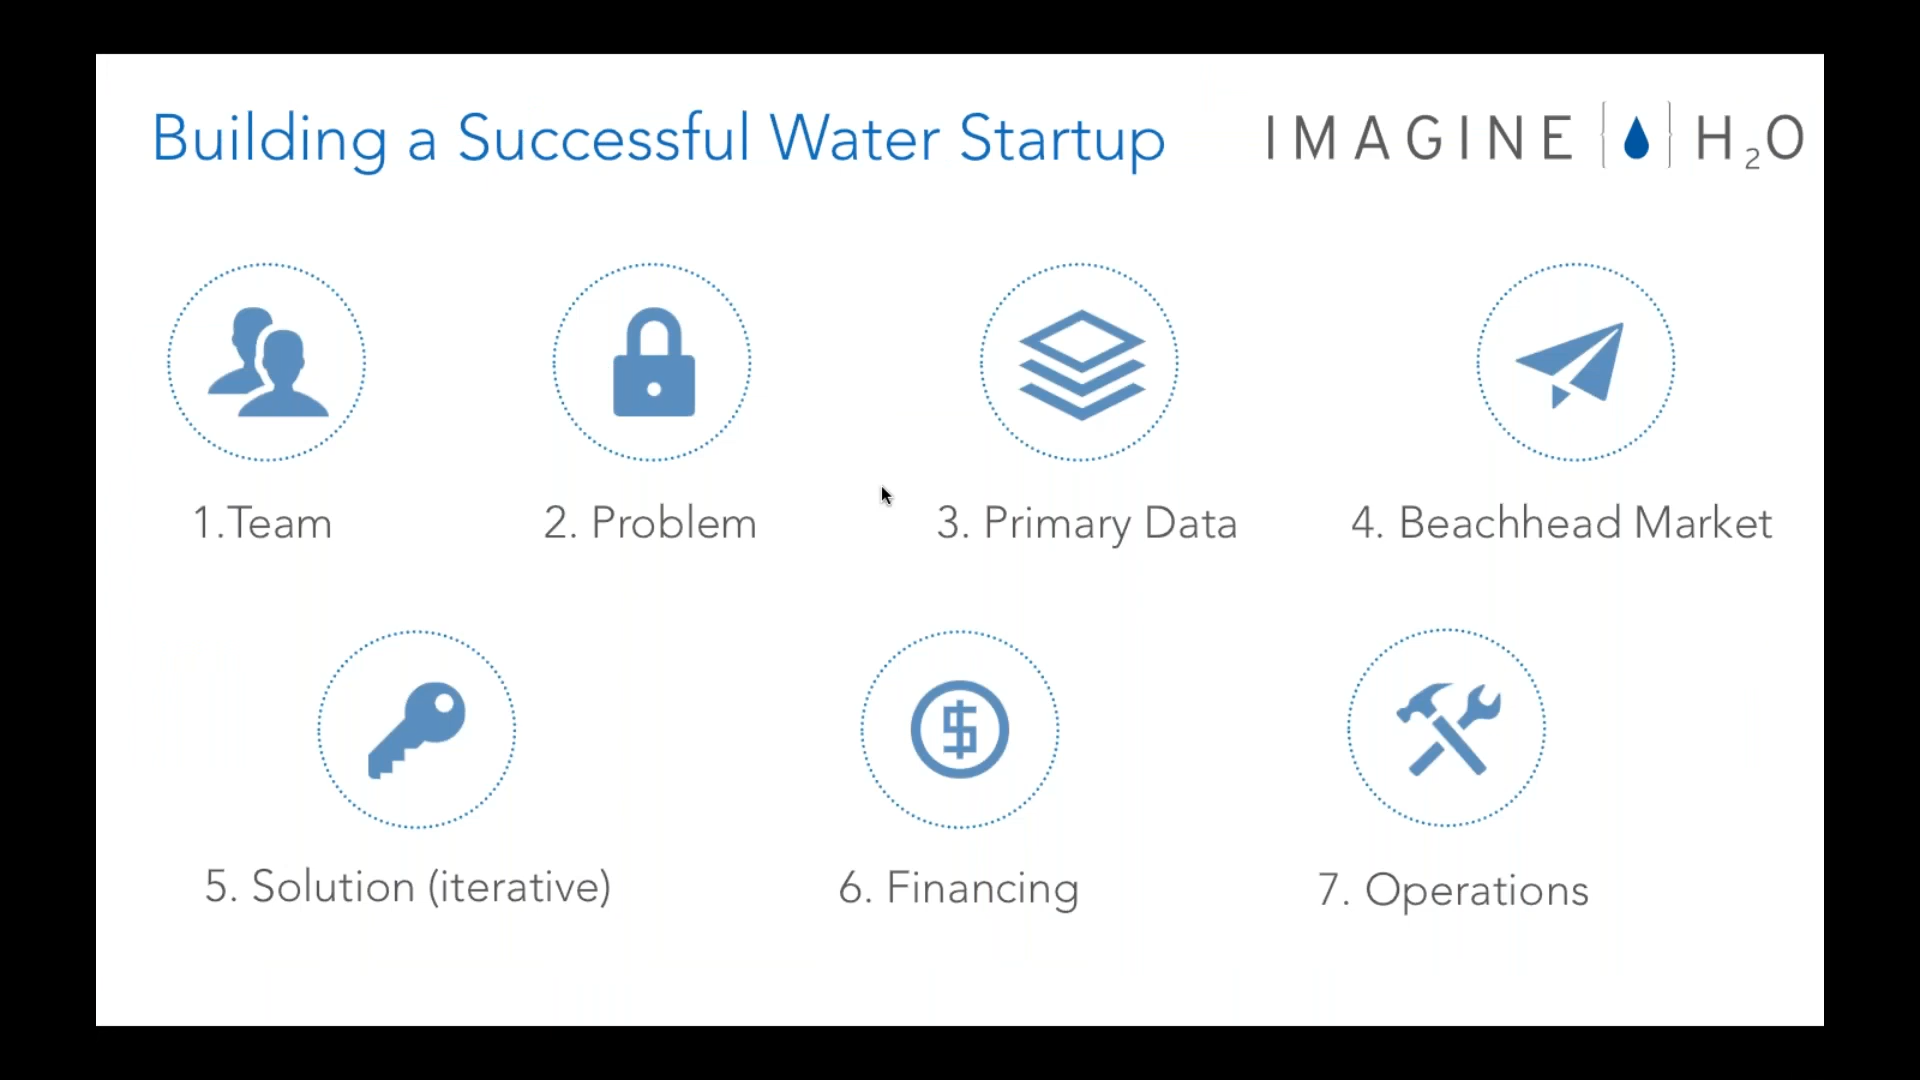 Building a Successful Water Startup
IMAGINE H₂O
1.Team
2. Problem
3. Primary Data
4. Beachhead Market
5. Solution (iterative)
6. Financing
7. Operations